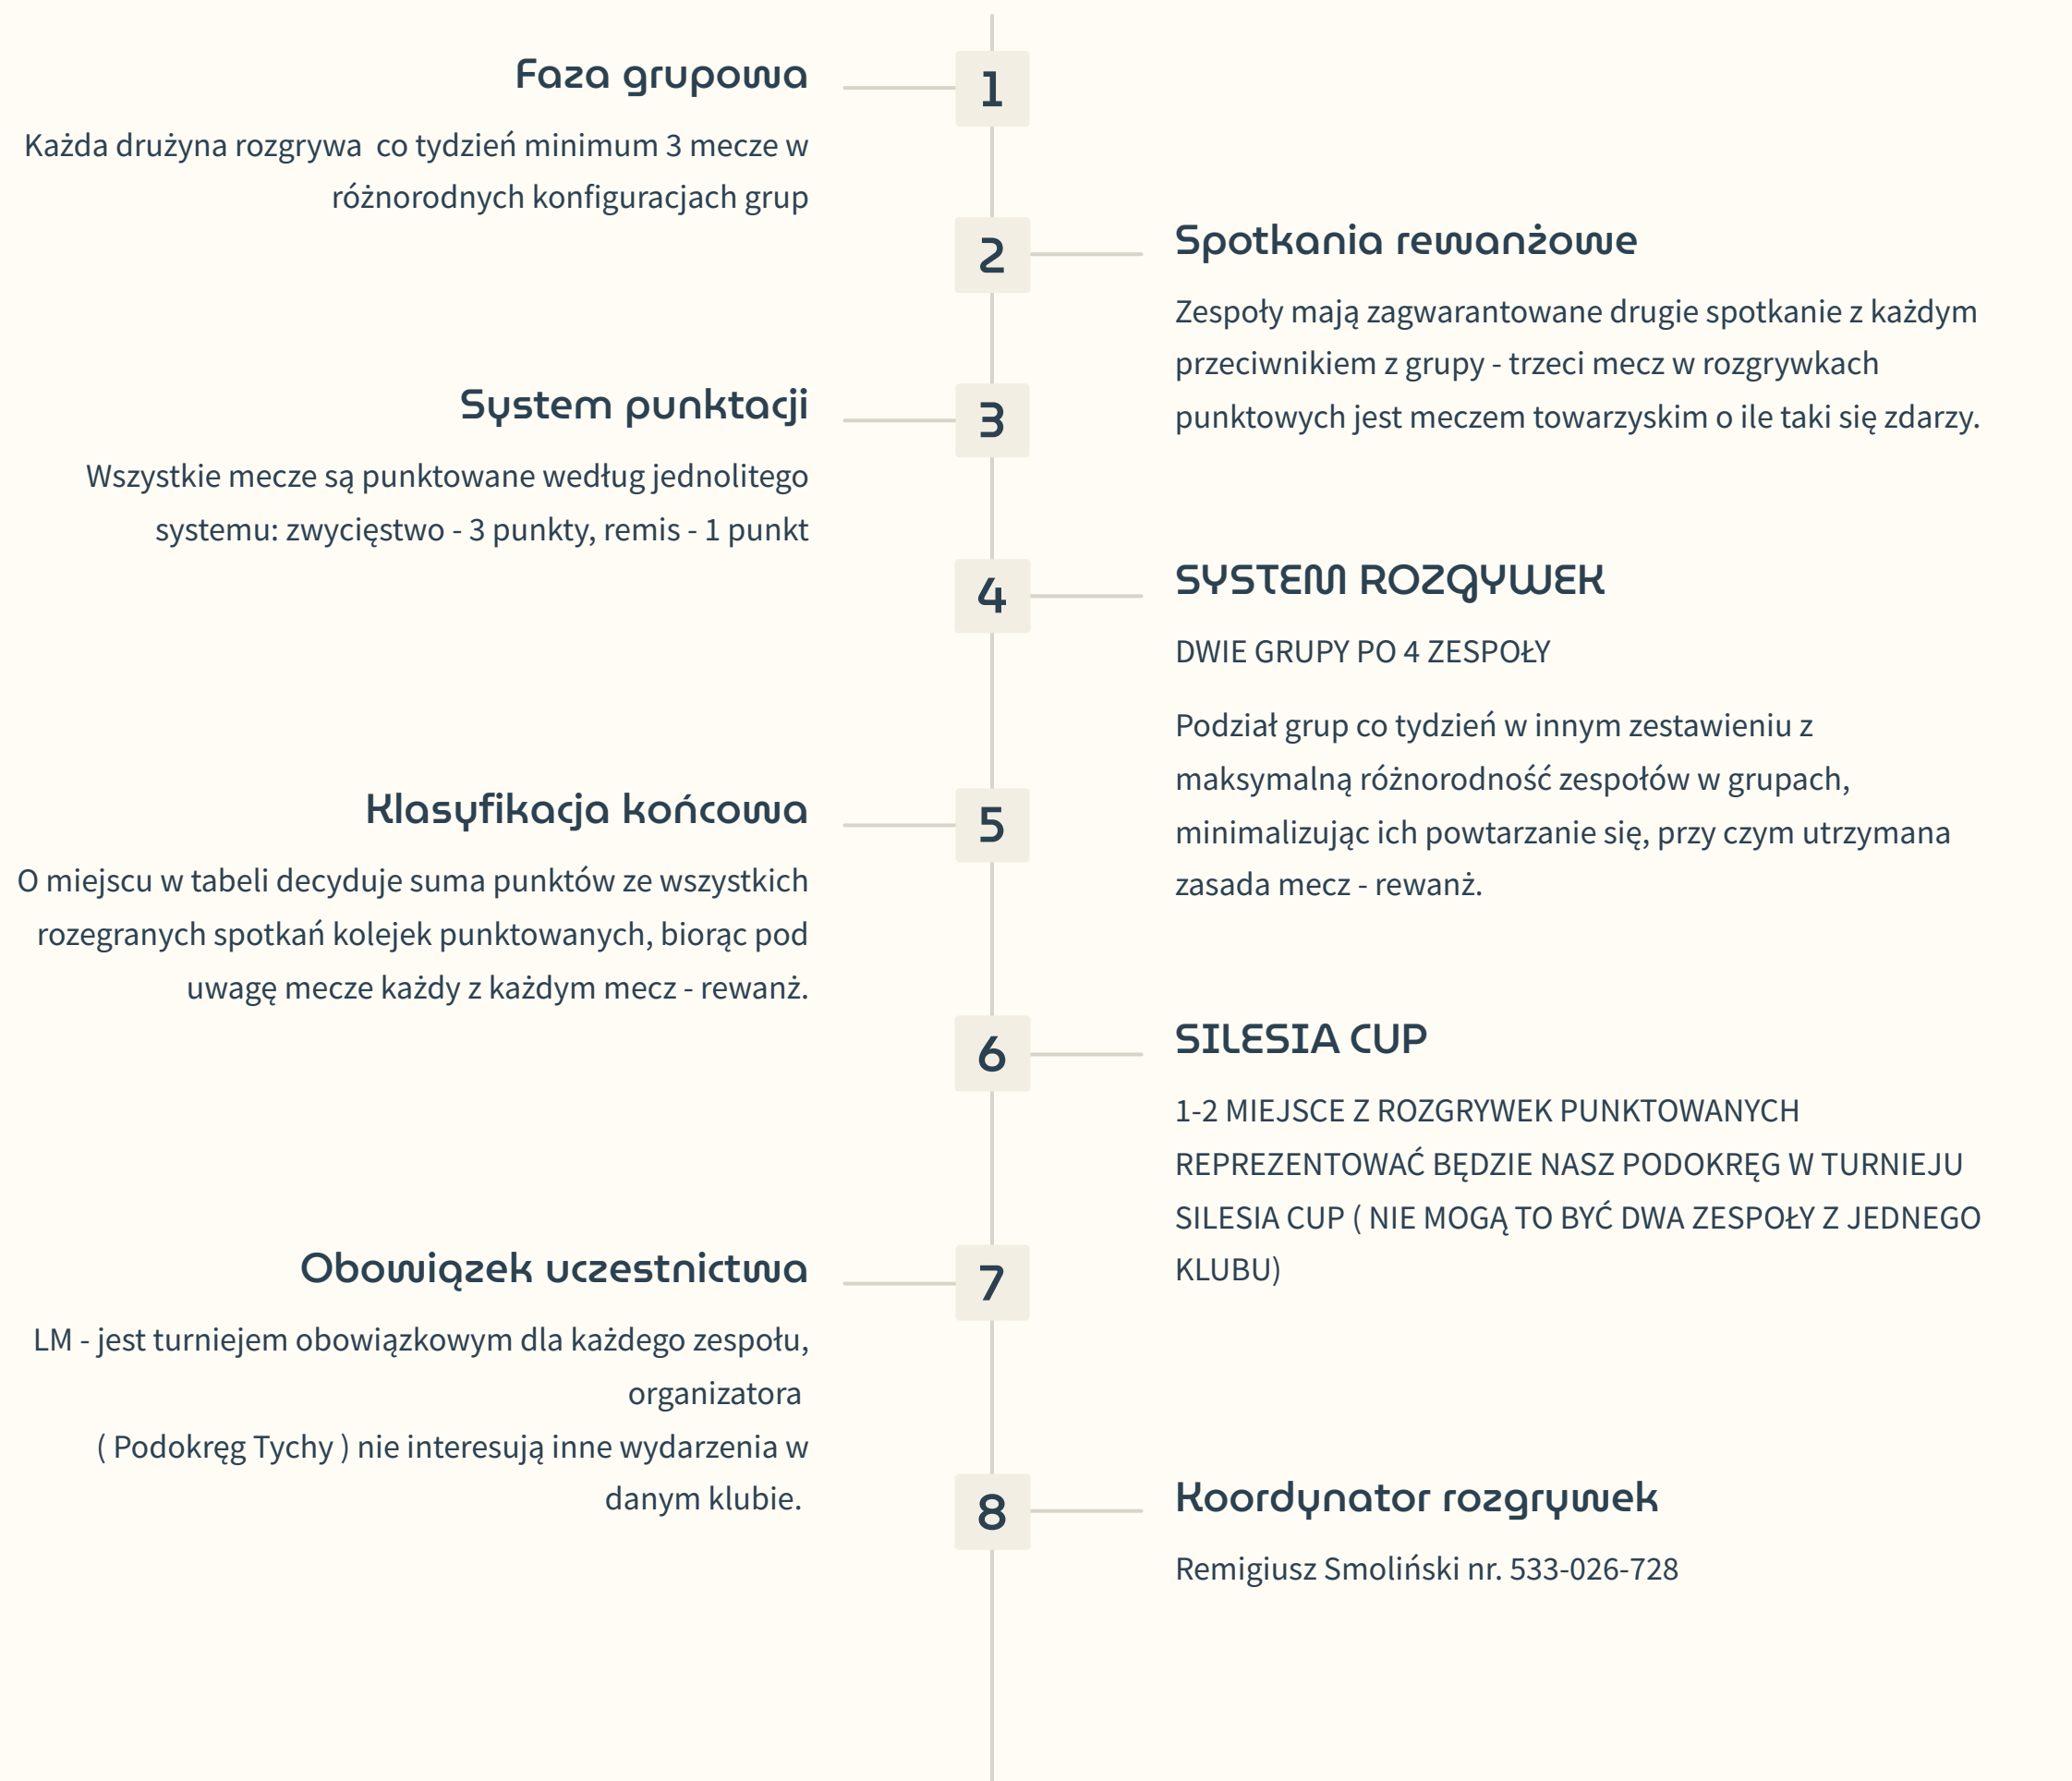 1
Faza grupowa
Każda drużyna rozgrywa  co tydzień minimum 3 mecze w
różnorodnych konfiguracjach grup
2
Spotkania rewanżowe
Zespoły mają zagwarantowane drugie spotkanie z każdym
przeciwnikiem z grupy - trzeci mecz w rozgrywkach
punktowych jest meczem towarzyskim o ile taki się zdarzy.
3
System punktacji
Wszystkie mecze są punktowane według jednolitego
systemu: zwycięstwo - 3 punkty, remis - 1 punkt
4
SYSTEM ROZGYWEK
DWIE GRUPY PO 4 ZESPOŁY
Podział grup co tydzień w innym zestawieniu z
maksymalną różnorodność zespołów w grupach,
minimalizując ich powtarzanie się, przy czym utrzymana
zasada mecz - rewanż.
5
Klasyfikacja końcowa
O miejscu w tabeli decyduje suma punktów ze wszystkich
rozegranych spotkań kolejek punktowanych, biorąc pod
uwagę mecze każdy z każdym mecz - rewanż.
6
SILESIA CUP
1-2 MIEJSCE Z ROZGRYWEK PUNKTOWANYCH
REPREZENTOWAĆ BĘDZIE NASZ PODOKRĘG W TURNIEJU
SILESIA CUP ( NIE MOGĄ TO BYĆ DWA ZESPOŁY Z JEDNEGO
KLUBU)
7
Obowiązek uczestnictwa
LM - jest turniejem obowiązkowym dla każdego zespołu,
organizatora
( Podokręg Tychy ) nie interesują inne wydarzenia w
danym klubie.
8
Koordynator rozgrywek
Remigiusz Smoliński nr. 533-026-728